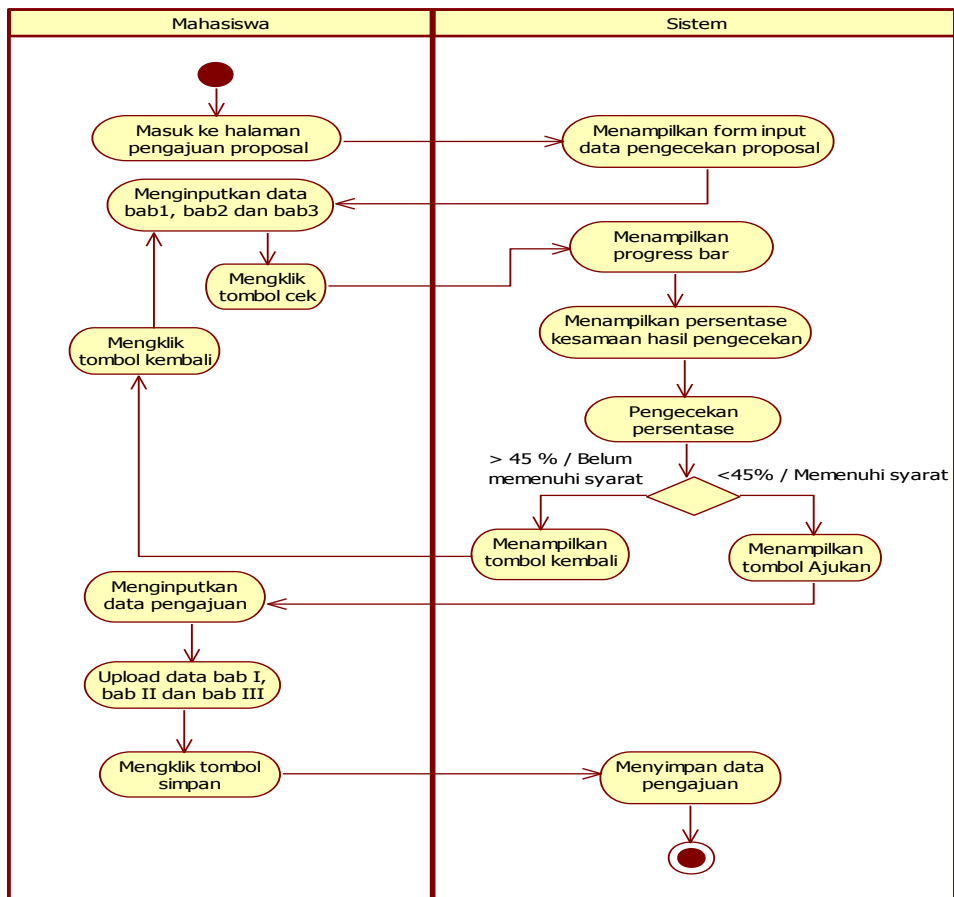 Mahasiswa
Sistem
Masuk ke halaman
pengajuan proposal
Menampilkan form input
data pengecekan proposal
Menginputkan data
bab1, bab2 dan bab3
Mengklik
tombol cek
Menampilkan
progress bar
Menampilkan persentase
kesamaan hasil pengecekan
Mengklik
tombol kembali
Pengecekan
persentase
> 45 % / Belum
memenuhi syarat
<45% / Memenuhi syarat
Menampilkan
tombol kembali
Menampilkan
tombol Ajukan
Menginputkan
data pengajuan
Upload data bab I,
bab II dan bab III
Mengklik tombol
simpan
Menyimpan data
pengajuan